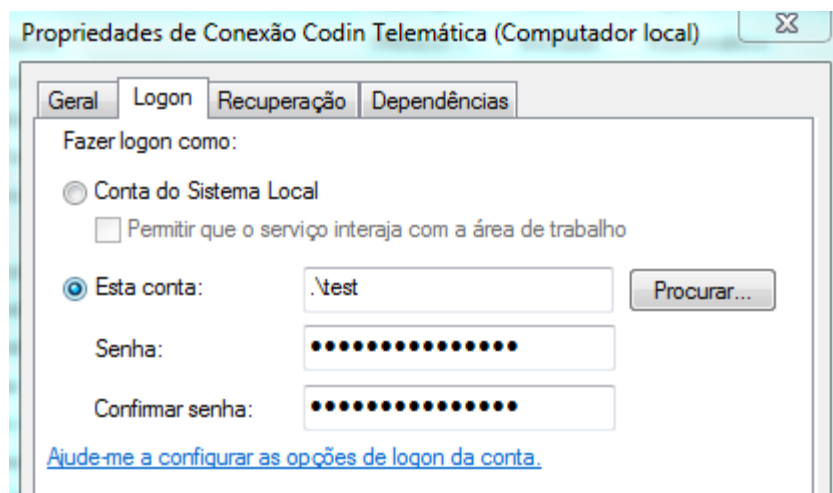 Propriedades de Conexão Codin Telemática (Computador local)
Geral Logon Recuperação Dependências
Fazer logon como:
Conta do Sistema Local
Permitir que o serviço interaja com a área de trabalho
Esta conta: .\test Procurar...
Senha: •••••••••••••••
Confirmar senha: •••••••••••••••
Ajude-me a configurar as opções de logon da conta.